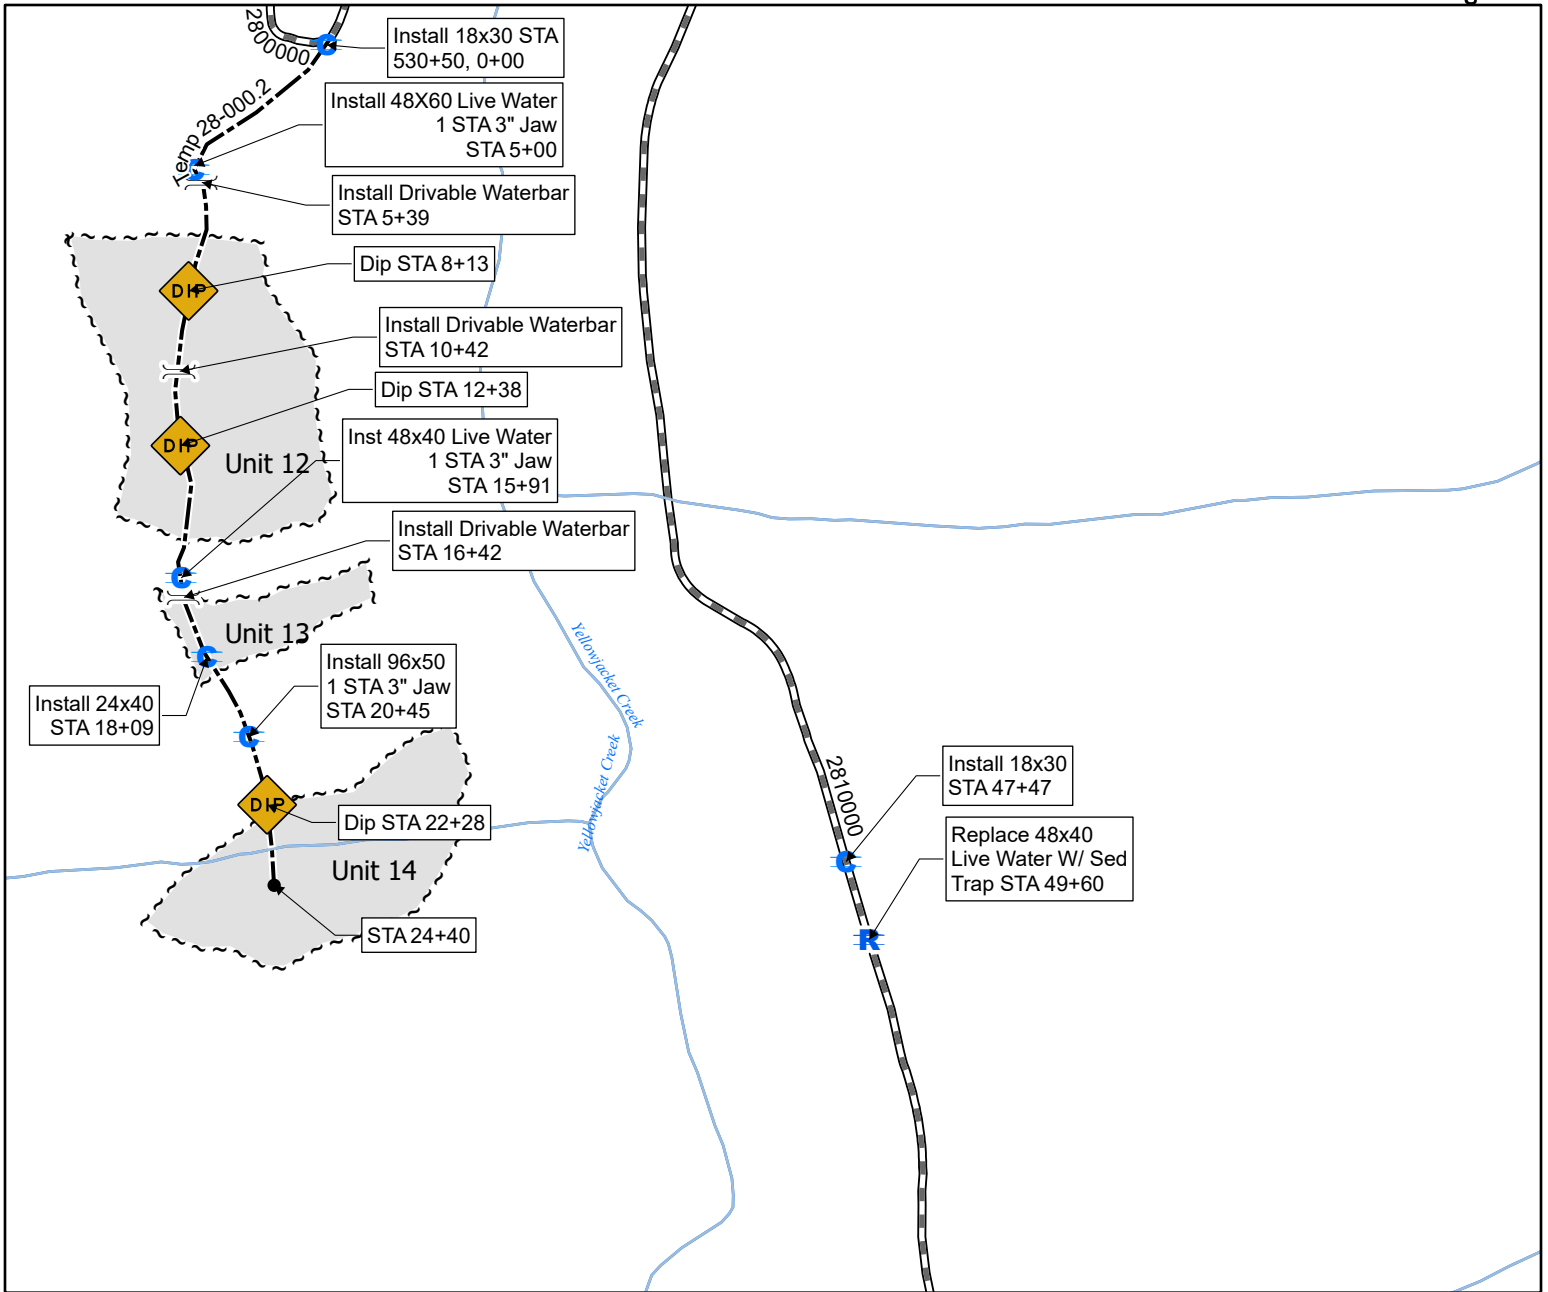 2800000
Install 18x30 STA
530+50, 0+00
Temp 28-000.2
Install 48X60 Live Water
1 STA 3" Jaw
STA 5+00
Install Drivable Waterbar
STA 5+39
Dip STA 8+13
DIP
Install Drivable Waterbar
STA 10+42
Dip STA 12+38
DIP
Unit 12
Inst 48x40 Live Water
1 STA 3" Jaw
STA 15+91
Install Drivable Waterbar
STA 16+42
C
C
Unit 13
C
Install 24x40
STA 18+09
Install 96x50
1 STA 3" Jaw
STA 20+45
C
Yellowjacket Creek
Yellowjacket Creek
DIP
Dip STA 22+28
Unit 14
STA 24+40
2810000
Install 18x30
STA 47+47
C
Replace 48x40
Live Water W/ Sed
Trap STA 49+60
R